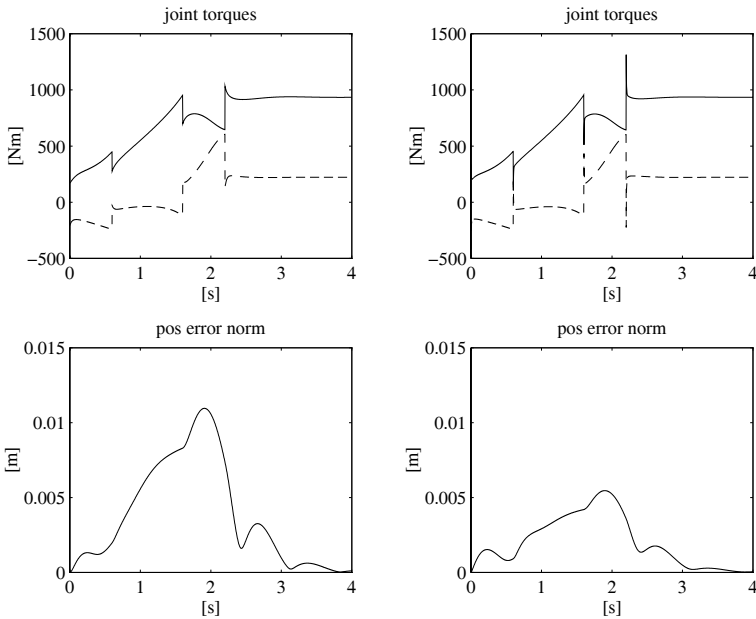 joint torques
1500
1000
500
0
−500
[Nm]
0 1 2 3 4
[s]
joint torques
1500
1000
500
0
−500
[Nm]
0 1 2 3 4
[s]
pos error norm
0.015
0.01
0.005
0
[m]
0 1 2 3 4
[s]
pos error norm
0.015
0.01
0.005
0
[m]
0 1 2 3 4
[s]